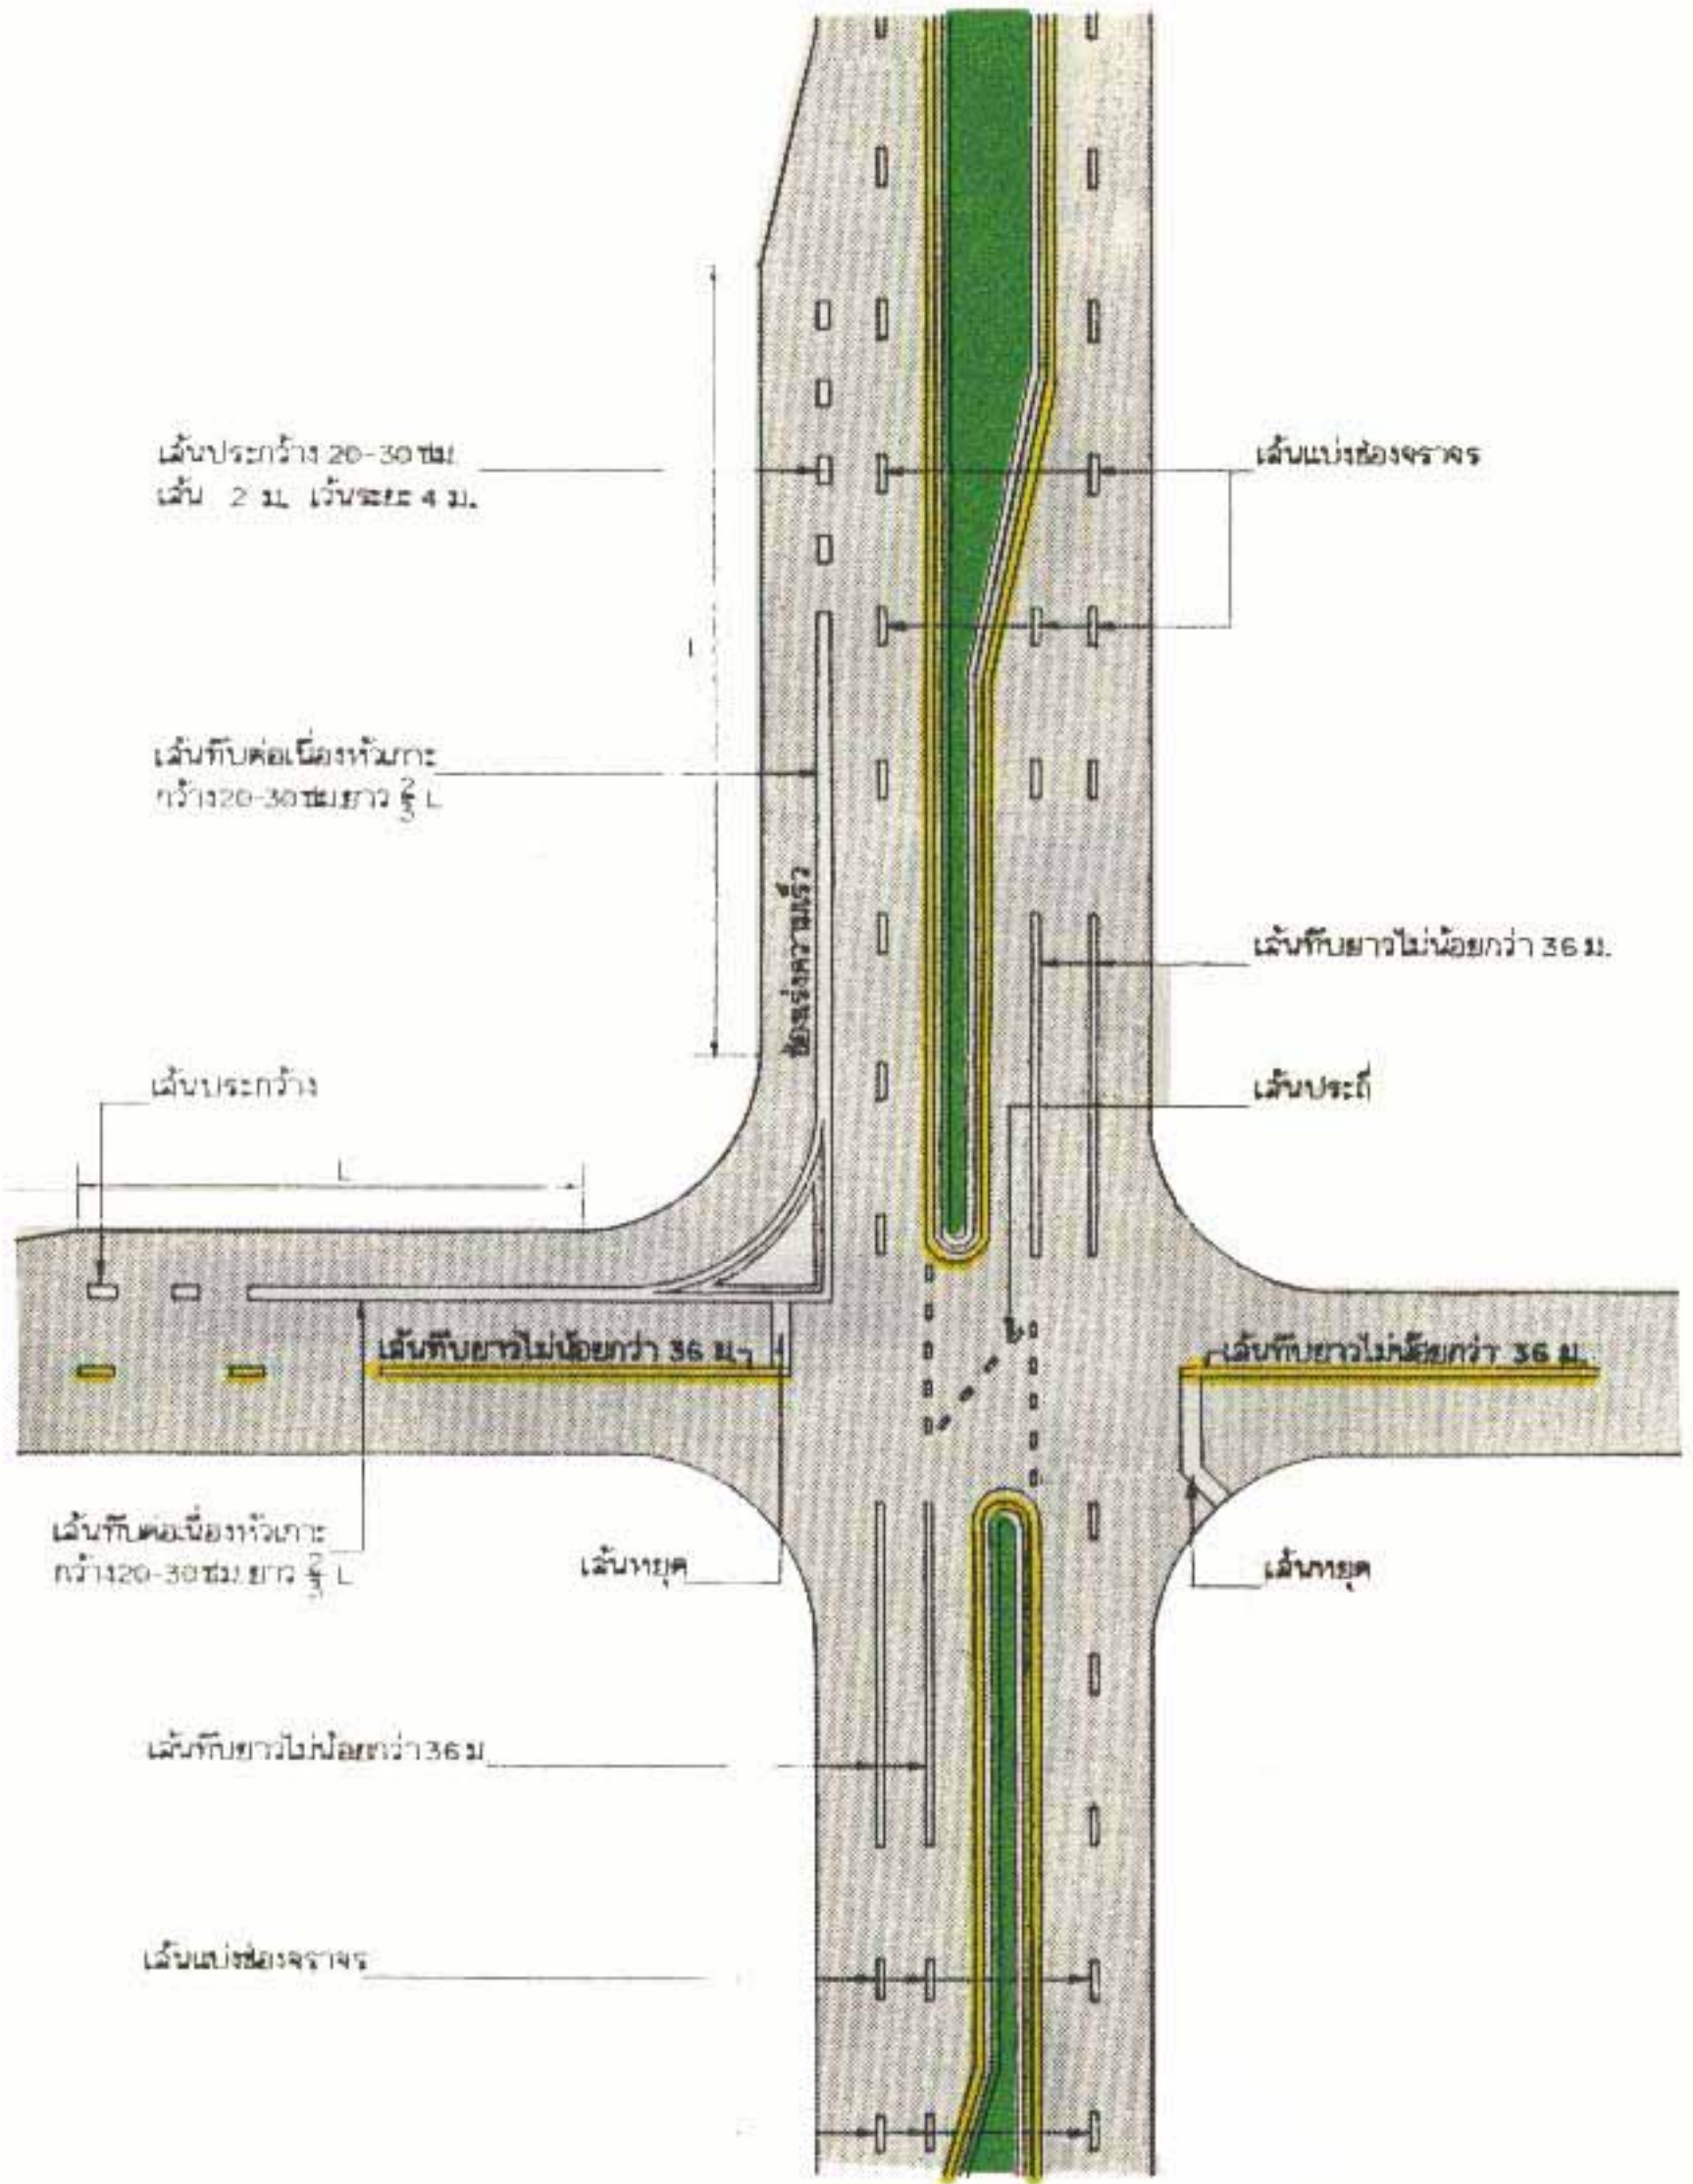 เส้นประกว้าง 20-30 ซม.
เส้น 2 ม. เว้นระยะ 4 ม.
เส้นแบ่งช่องจราจร
L
เส้นทึบต่อเนื่องหัวเกาะ
กว้าง 20-30 ซม. ยาว 2/3 L
ช่องเร่งความเร็ว
เส้นทึบยาวไม่น้อยกว่า 36 ม.
เส้นประกว้าง
เส้นประถี่
L
เส้นทึบยาวไม่น้อยกว่า 36 ม.
เส้นทึบยาวไม่น้อยกว่า 36 ม.
เส้นทึบต่อเนื่องหัวเกาะ
กว้าง 20-30 ซม. ยาว 2/3 L
เส้นหยุด
เส้นหยุด
เส้นทึบยาวไม่น้อยกว่า 36 ม
เส้นแบ่งช่องจราจร